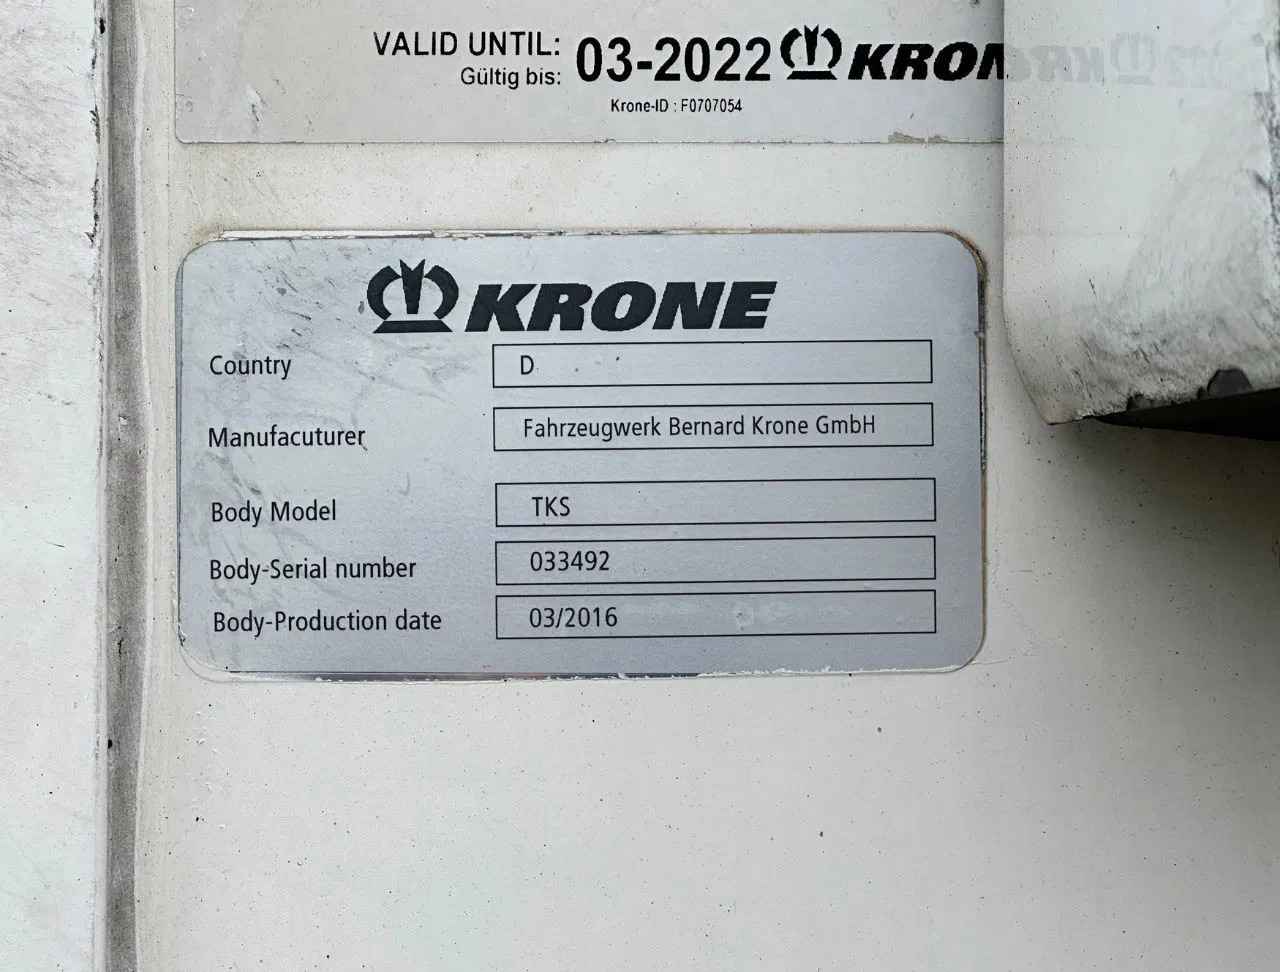 VALID UNTIL: 03-2022 KRONE
Gültig bis:
Krone-ID : F0707054
KRONE
Country D
Manufacuturer Fahrzeugwerk Bernard Krone GmbH
Body Model TKS
Body-Serial number 033492
Body-Production date 03/2016